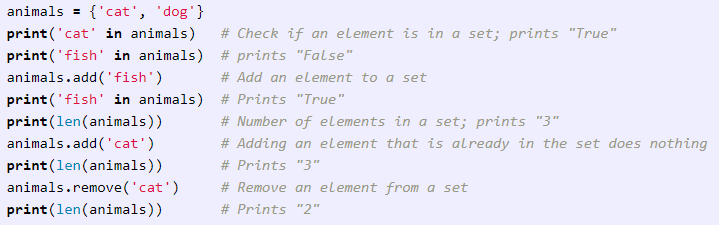 animals = {'cat', 'dog'}
print('cat' in animals)   # Check if an element is in a set; prints "True"
print('fish' in animals)  # prints "False"
animals.add('fish')       # Add an element to a set
print('fish' in animals)  # Prints "True"
print(len(animals))       # Number of elements in a set; prints "3"
animals.add('cat')        # Adding an element that is already in the set does nothing
print(len(animals))       # Prints "3"
animals.remove('cat')     # Remove an element from a set
print(len(animals))       # Prints "2"